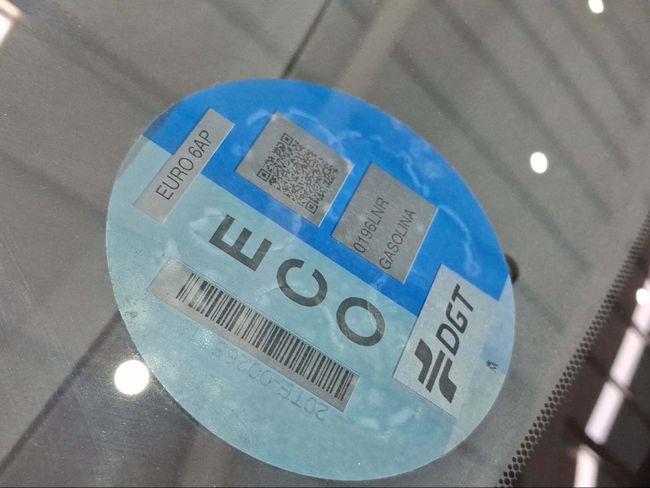 EURO 6AP
0196LNR
GASOLINA
ECO
DGT